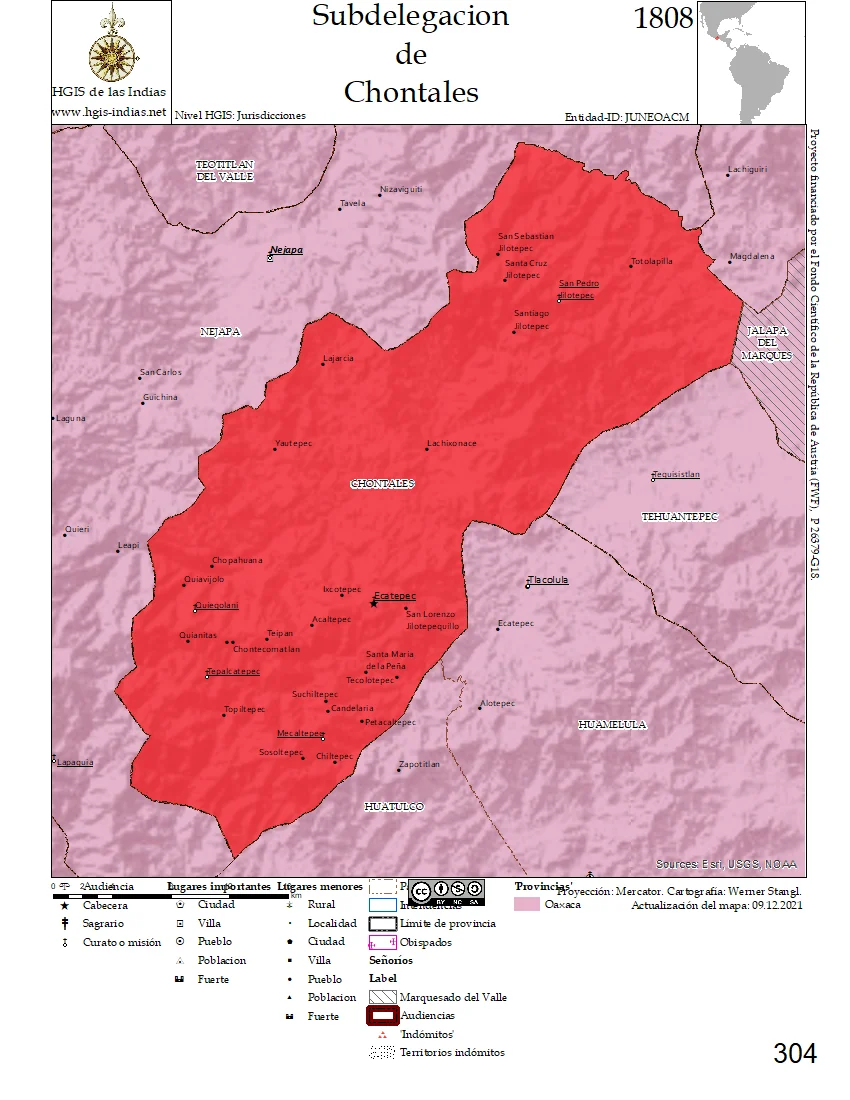 Subdelegacion
de
Chontales
1808
HGIS de las Indias
www.hgis-indias.net
Nivel HGIS: Jurisdicciones
Entidad-ID: JUNEOACM
Proyecto financiado por el Fondo Científico de la República de Austria (FWF), P 26379-G18.
TEOTITLAN
DEL VALLE
Lachiguiri
Nizaviguiti
Tavela
San Sebastian
Jilotepec
Nejapa
Magdalena
Totolapilla
Santa Cruz
Jilotepec
San Pedro
Jilotepec
Santiago
Jilotepec
NEJAPA
JALAPA
DEL
MARQUES
Lajarcia
San Carlos
Guichina
Laguna
Yautepec
Lachixonace
Tequisistlan
CHONTALES
TEHUANTEPEC
Quieri
Leapi
Chopahuana
Quiavijolo
Tlacolula
Ixcotepec
Ecatepec
Quiegolani
San Lorenzo
Jilotepequillo
Acaltepec
Ecatepec
Quianitas
Teipan
Chontecomatlan
Santa Maria
de la Peña
Tepalcatepec
Tecolotepec
Suchiltepec
Alotepec
Topiltepec
Candelaria
Petacaltepec
HUAMELULA
Mecaltepec
Sosoltepec
Chiltepec
Lapaguia
Zapotitlan
HUATULCO
Sources: Esri, USGS, NOAA
0
2
km
Audiencia
Cabecera
Sagrario
Curato o misión
Lugares importantes
Ciudad
Villa
Pueblo
Poblacion
Fuerte
Lugares menores
Rural
Localidad
Ciudad
Villa
Pueblo
Poblacion
Fuerte
BY NC SA
Límite de provincia
Obispados
Señoríos
Label
Marquesado del Valle
Audiencias
'Indómitos'
Territorios indómitos
'Provincias'
Oaxaca
Proyección: Mercator. Cartografía: Werner Stangl.
Actualización del mapa: 09.12.2021
304